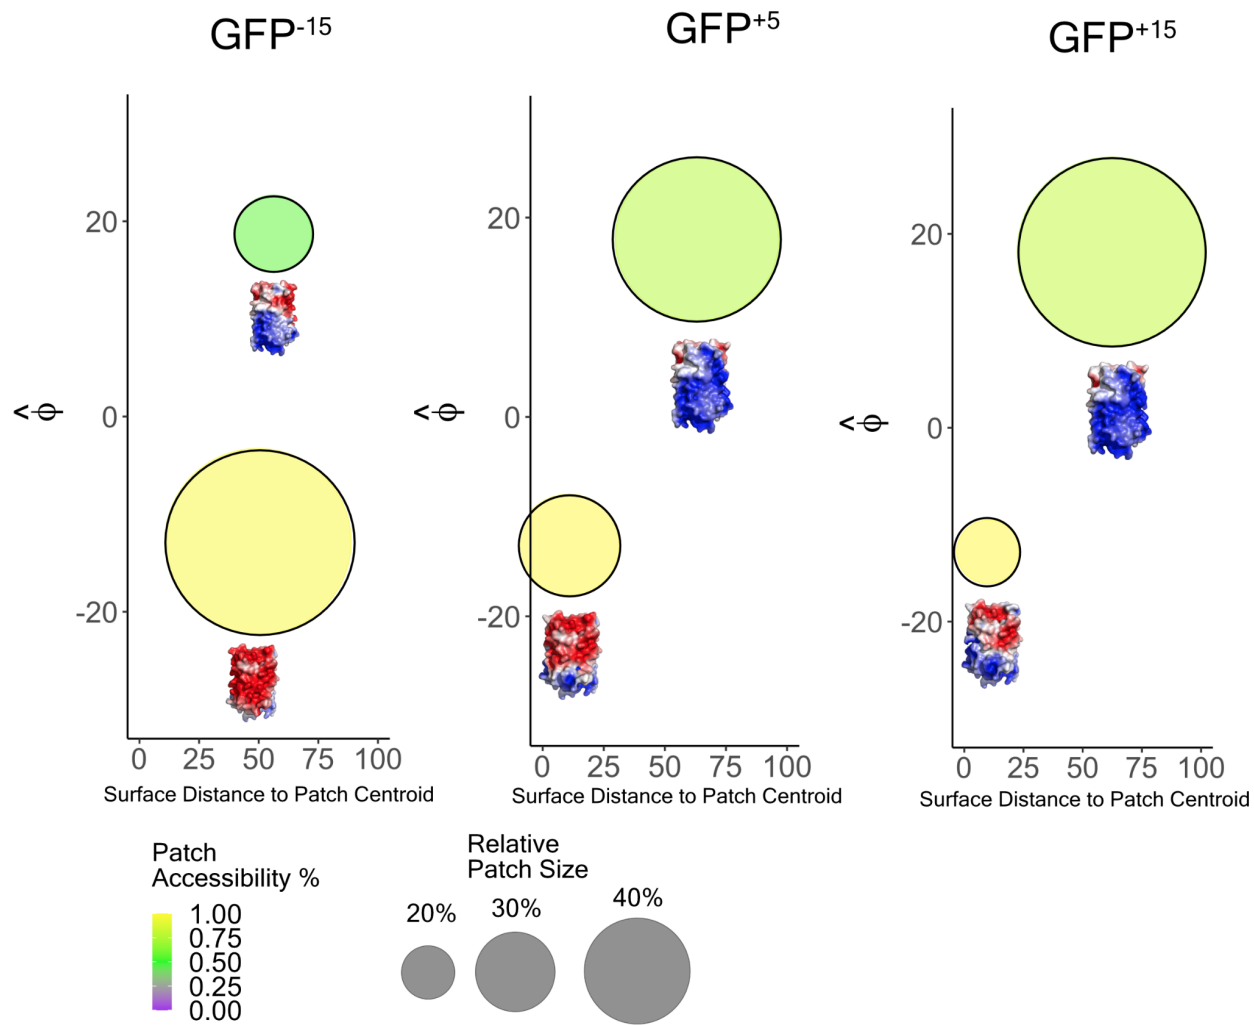 GFP-15
GFP+5
GFP+15
20
0
-20
<ϕ
0 25 50 75 100
Surface Distance to Patch Centroid
20
0
-20
<ϕ
0 25 50 75 100
Surface Distance to Patch Centroid
20
0
-20
<ϕ
0 25 50 75 100
Surface Distance to Patch Centroid
Patch
Accessibility %
1.00
0.75
0.50
0.25
0.00
Relative
Patch Size
20% 30% 40%